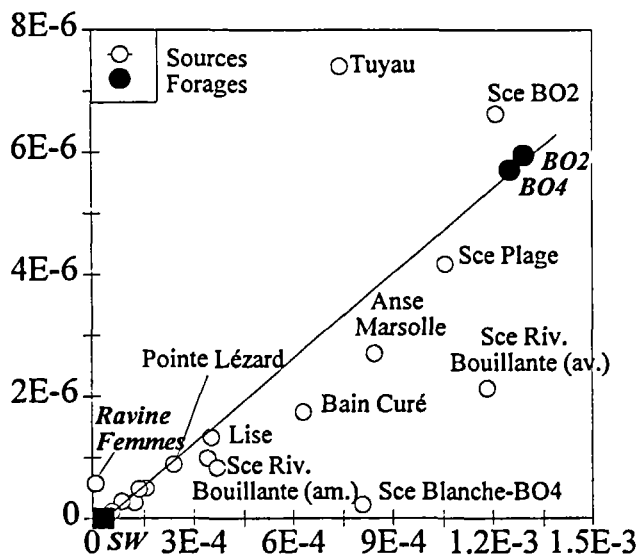 8E-6
Sources
Forages
Tuyau
Sce BO2
6E-6
BO2
BO4
Sce Plage
4E-6
Anse
Marsolle
Sce Riv.
Bouillante (av.)
Pointe Lézard
2E-6
Bain Curé
Ravine
Femmes
Lise
Sce Riv.
Bouillante (am.)
Sce Blanche-BO4
0
0 SW 3E-4 6E-4 9E-4 1.2E-3 1.5E-3